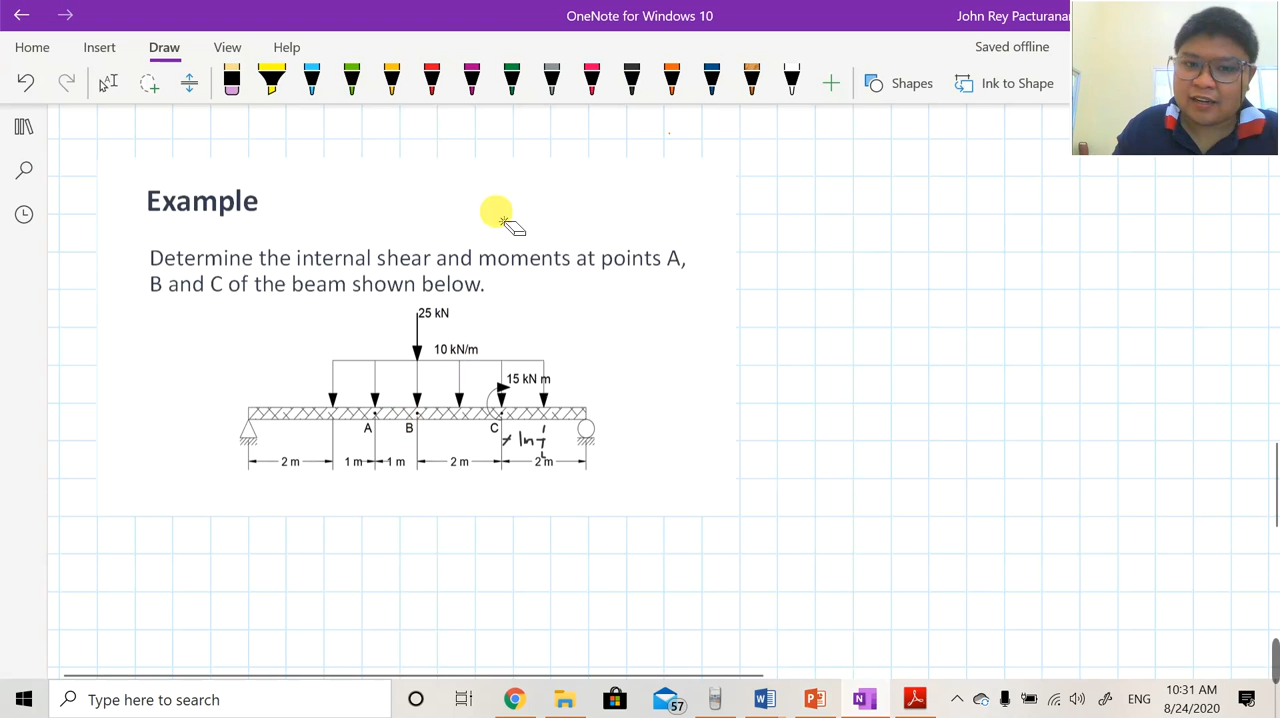 OneNote for Windows 10
John Rey Pacturanan
Home Insert Draw View Help
Saved offline
Shapes Ink to Shape
Example
Determine the internal shear and moments at points A,
B and C of the beam shown below.
25 kN
10 kN/m
15 kN m
A B C
2 m 1 m 1 m 2 m 2 m
Type here to search
57
ENG
10:31 AM
8/24/2020